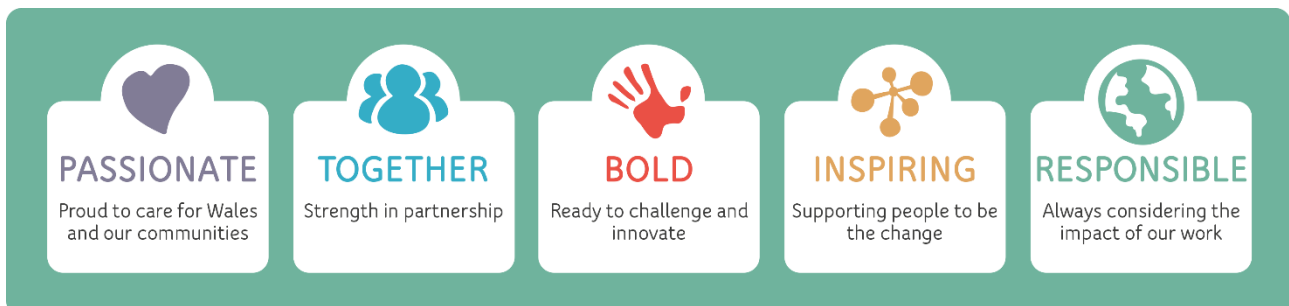 PASSIONATE
Proud to care for Wales
and our communities
TOGETHER
Strength in partnership
BOLD
Ready to challenge and
innovate
INSPIRING
Supporting people to be
the change
RESPONSIBLE
Always considering the
impact of our work